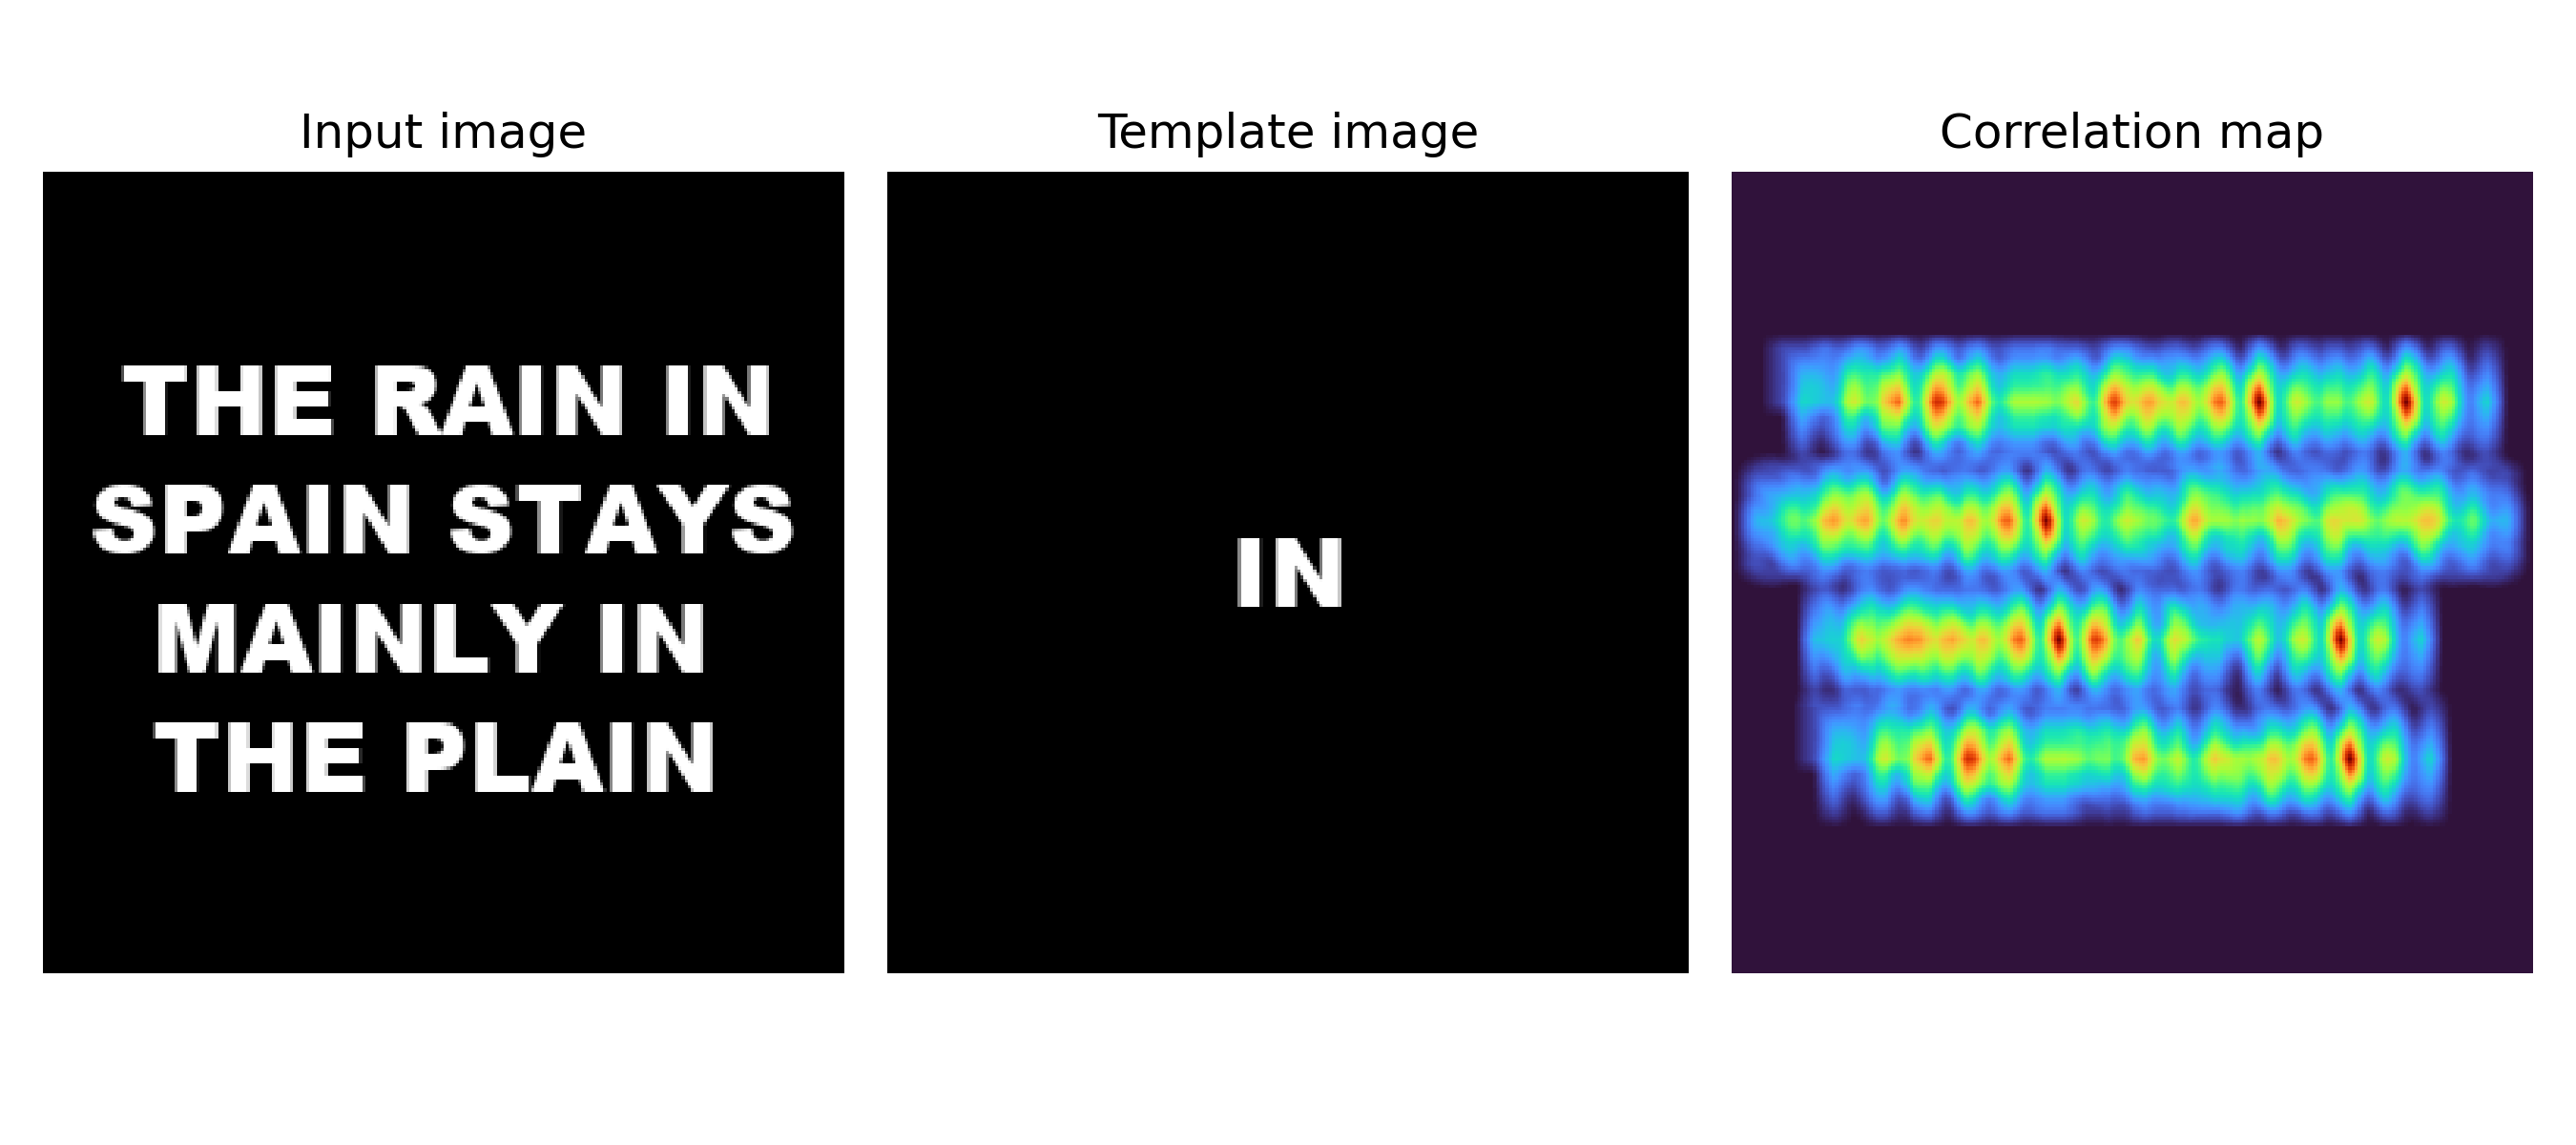 Input image
Template image
Correlation map
THE RAIN IN
SPAIN STAYS
MAINLY IN
THE PLAIN
IN